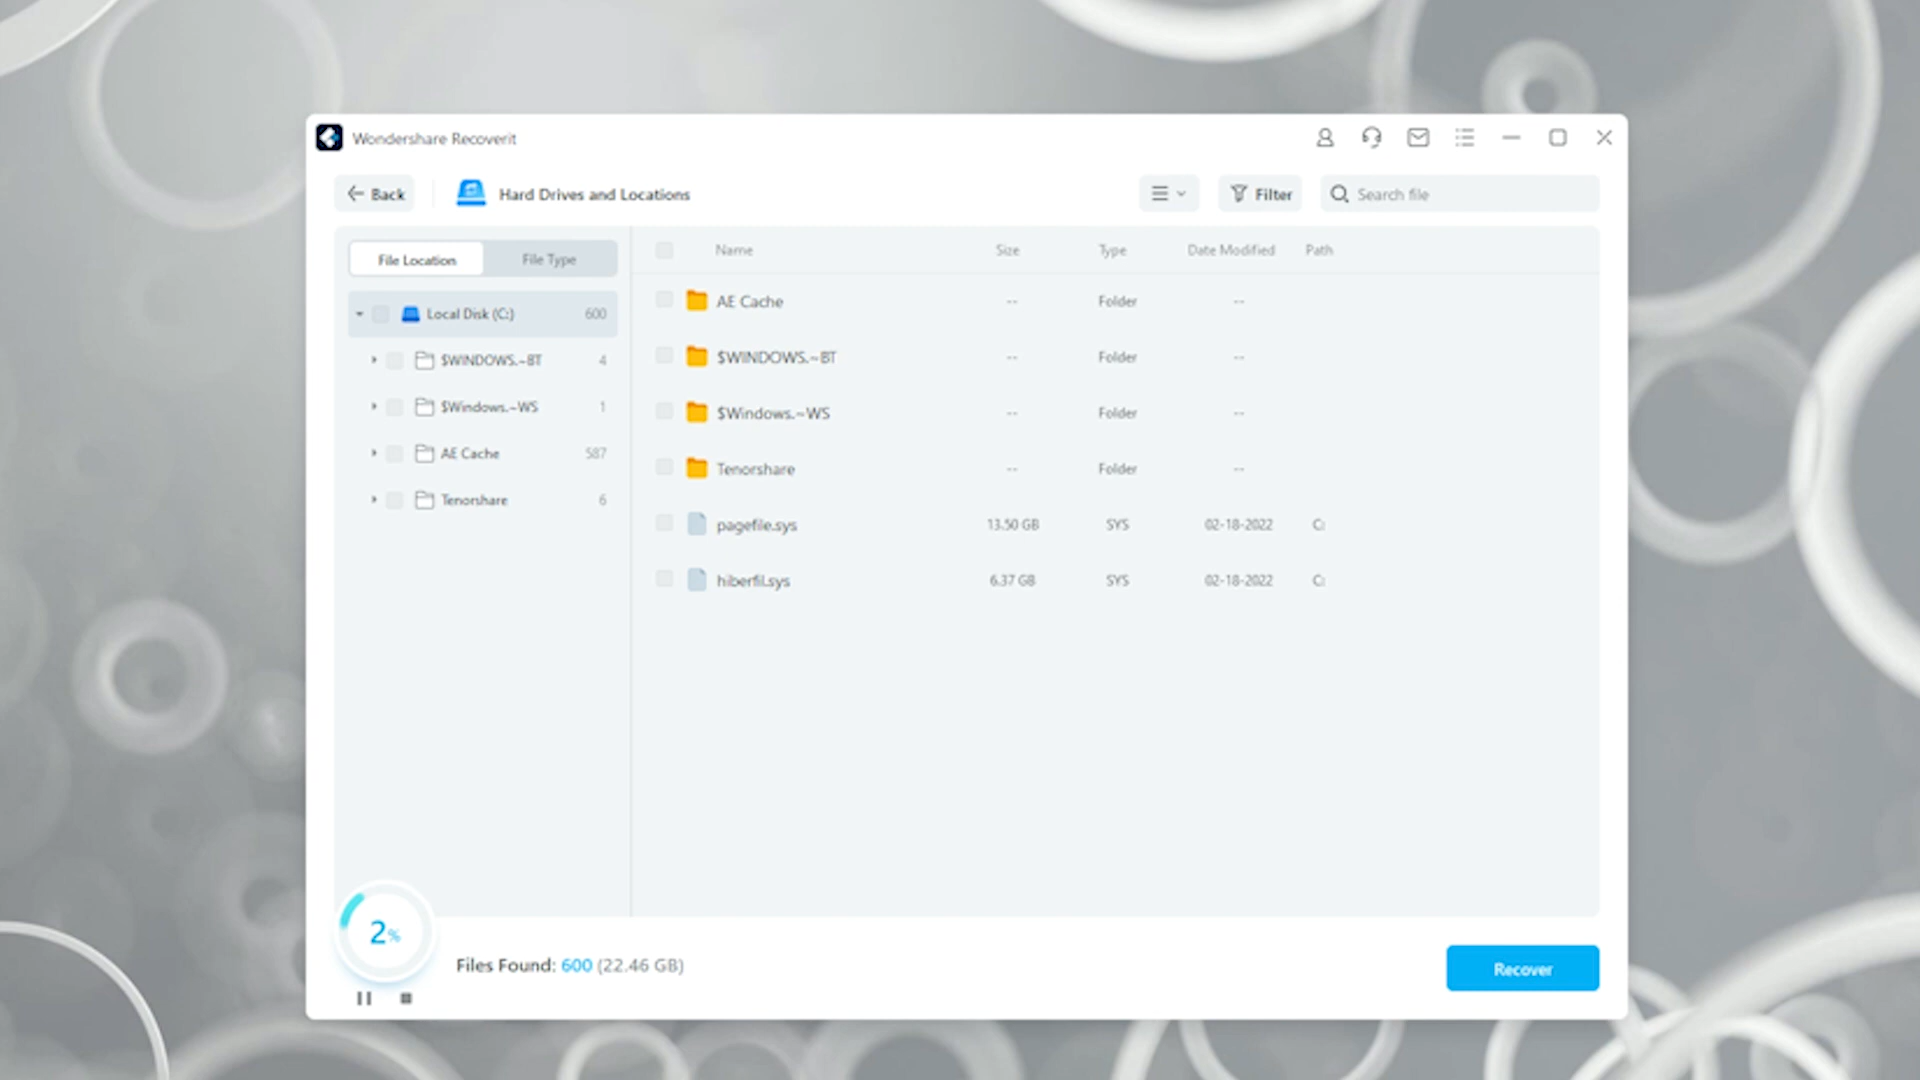 Wondershare Recoverit
Back
Hard Drives and Locations
Filter
Search file
File Location
File Type
Local Disk (C:) 600
$WINDOWS.~BT 4
$Windows.~WS 1
AE Cache 587
Tenorshare 6
Name Size Type Date Modified Path
AE Cache -- Folder --
$WINDOWS.~BT -- Folder --
$Windows.~WS -- Folder --
Tenorshare -- Folder --
pagefile.sys 13.50 GB SYS 02-18-2022 C:
hiberfil.sys 6.37 GB SYS 02-18-2022 C:
2%
Files Found: 600 (22.46 GB)
Recover